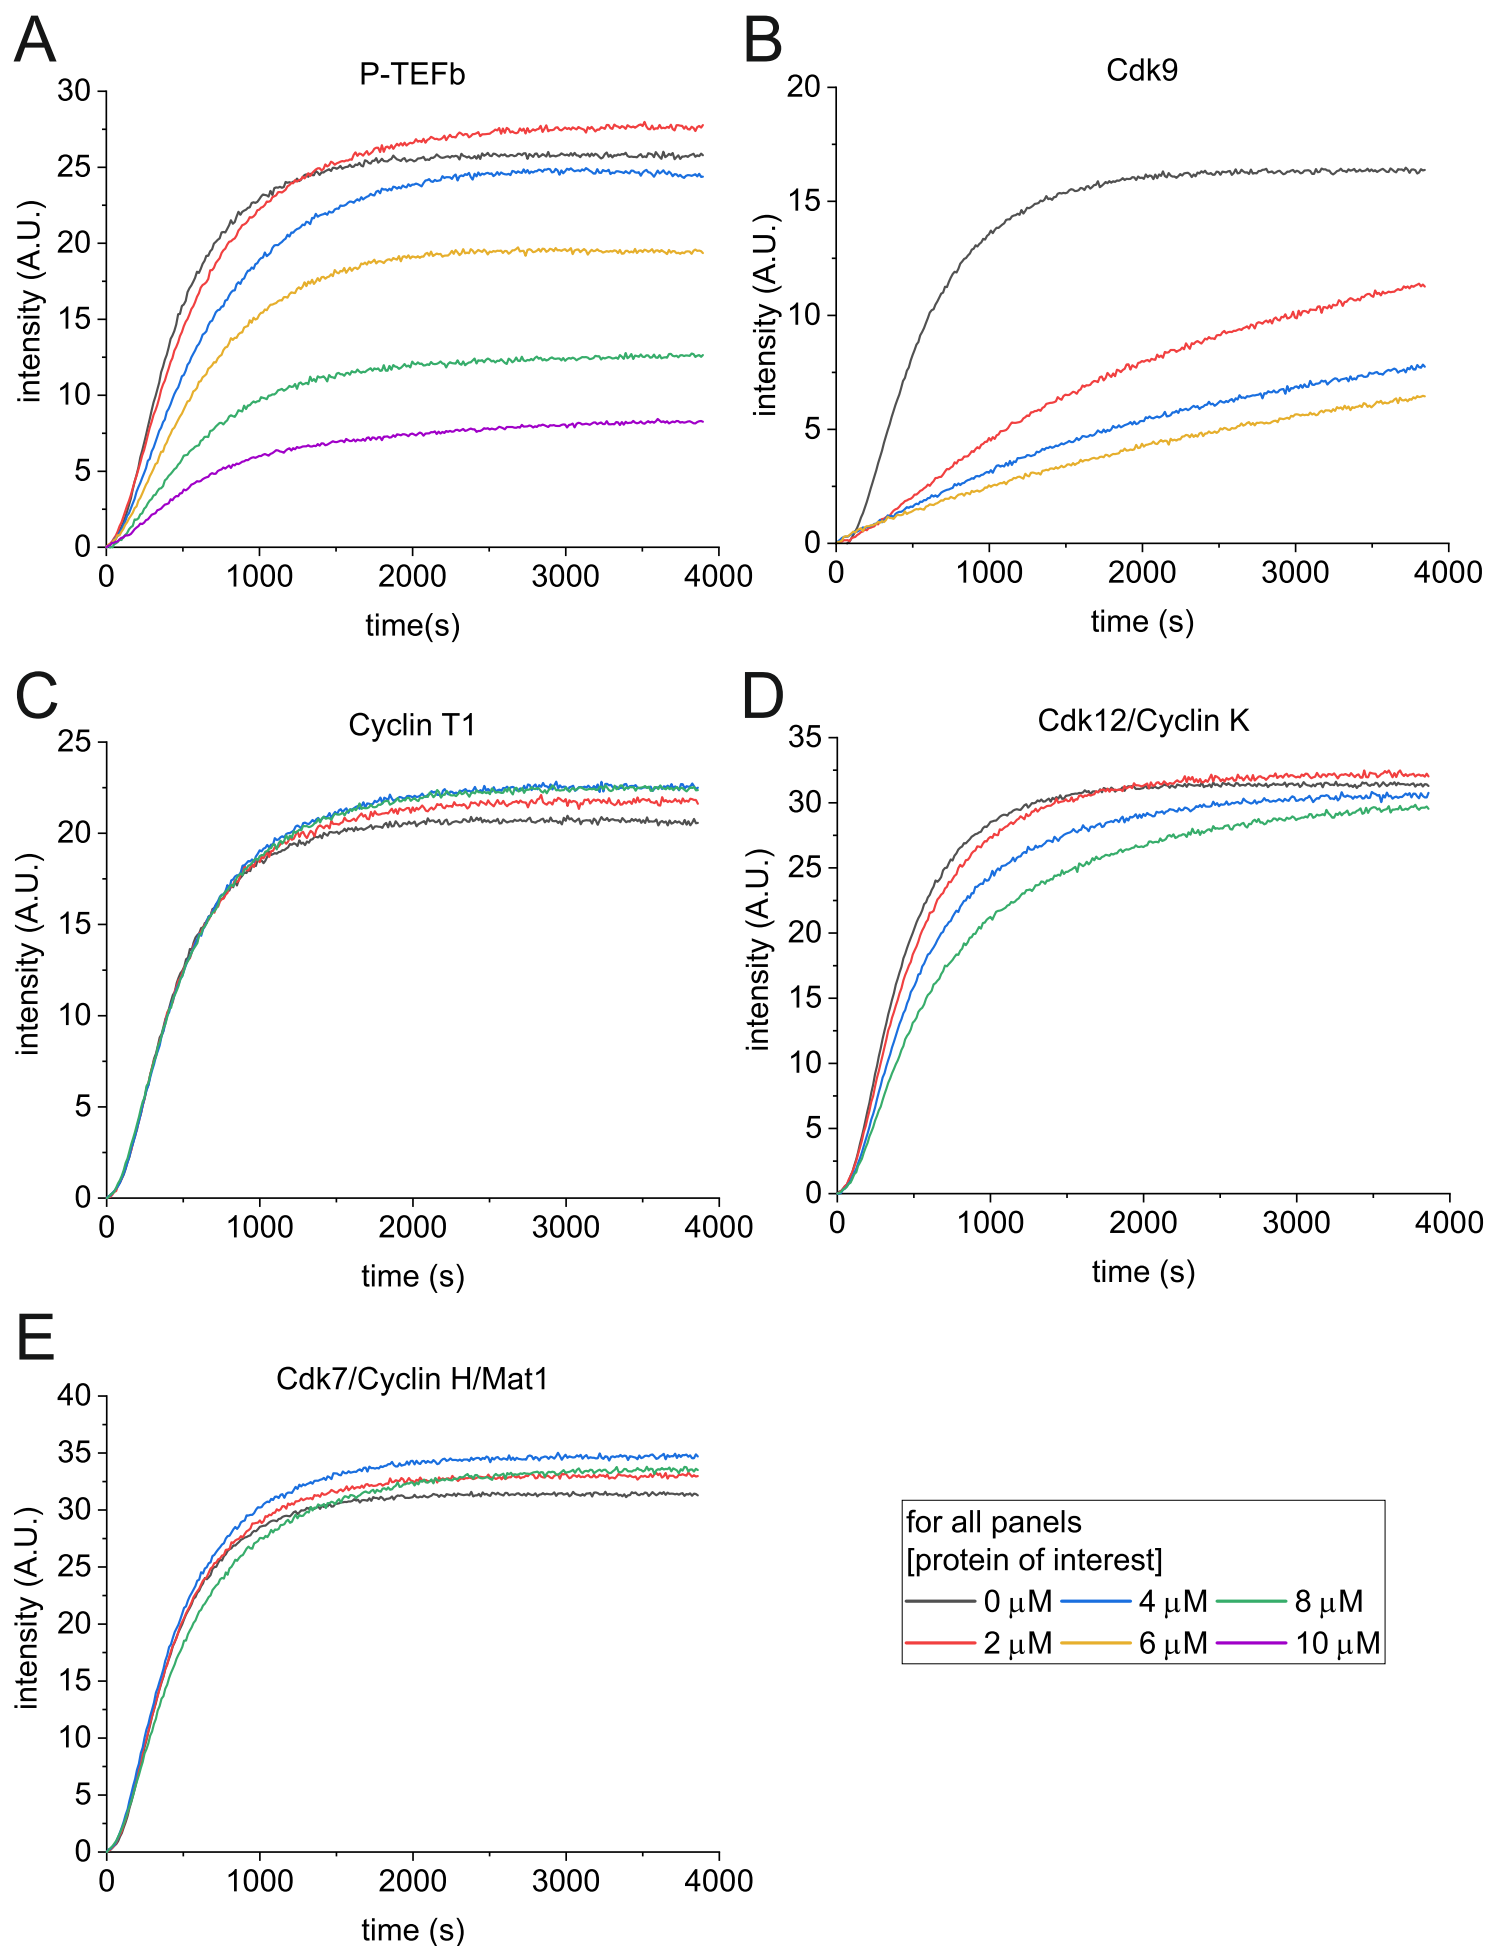 A
P-TEFb
30
25
20
15
10
5
0
intensity (A.U.)
0 1000 2000 3000 4000
time(s)
B
Cdk9
20
15
10
5
0
intensity (A.U.)
0 1000 2000 3000 4000
time (s)
C
Cyclin T1
25
20
15
10
5
0
intensity (A.U.)
0 1000 2000 3000 4000
time (s)
D
Cdk12/Cyclin K
35
30
25
20
15
10
5
0
intensity (A.U.)
0 1000 2000 3000 4000
time (s)
E
Cdk7/Cyclin H/Mat1
40
35
30
25
20
15
10
5
0
intensity (A.U.)
0 1000 2000 3000 4000
time (s)
for all panels
[protein of interest]
0 μM 4 μM 8 μM
2 μM 6 μM 10 μM